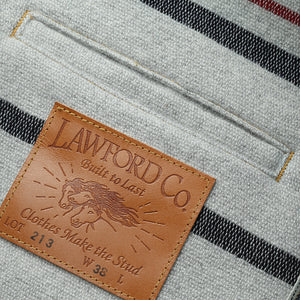 LAWFORD CO.
Built to Last
Clothes Make the Stud
LOT 213 W 38 L